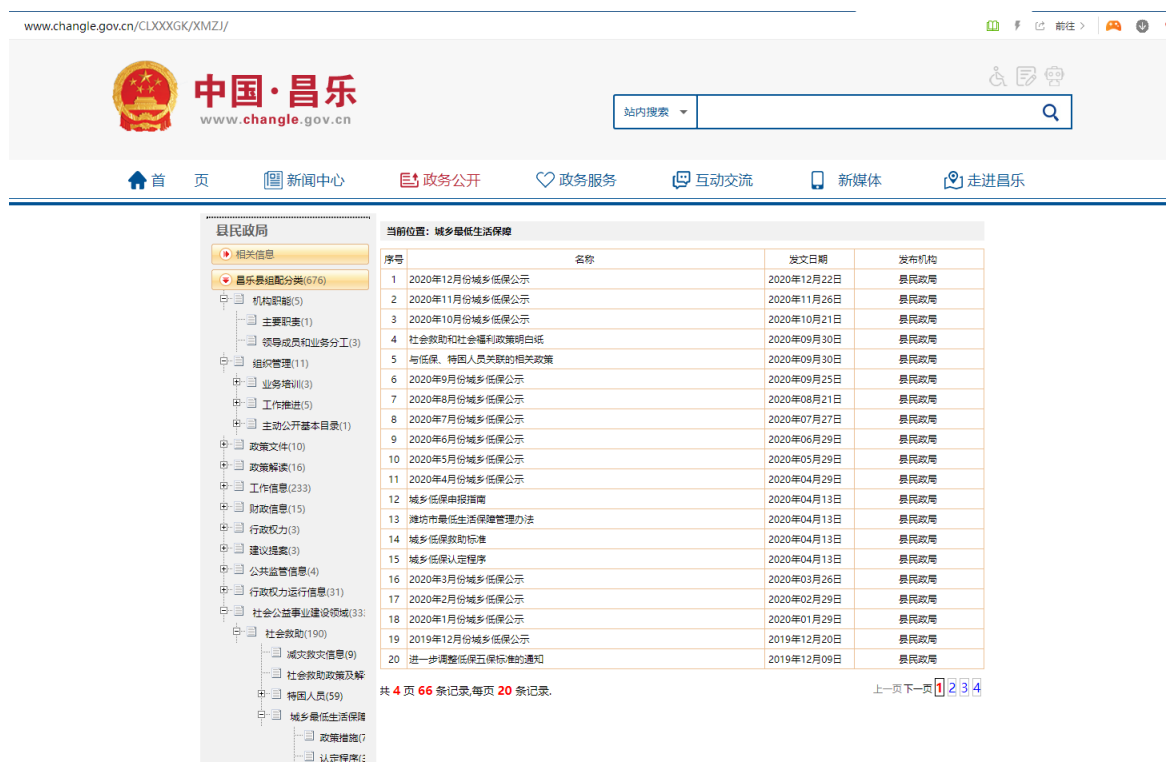 www.changle.gov.cn/CLXXXGK/XMZJ/
前往
中国·昌乐
www.changle.gov.cn
站内搜索
首 页 新闻中心 政务公开 政务服务 互动交流 新媒体 走进昌乐
县民政局
相关信息
昌乐县组配分类(676)
机构职能(5)
主要职责(1)
领导成员和业务分工(3)
组织管理(11)
业务培训(3)
工作推进(5)
主动公开基本目录(1)
政策文件(10)
政策解读(16)
工作信息(233)
财政信息(15)
行政权力(3)
建议提案(3)
公共监管信息(4)
行政权力运行信息(31)
社会公益事业建设领域(33
社会救助(190)
减灾救灾信息(9)
社会救助政策及解
特困人员(59)
城乡最低生活保障
政策措施(7
认定程序(3
当前位置：城乡最低生活保障
序号 名称 发文日期 发布机构
1 2020年12月份城乡低保公示 2020年12月22日 县民政局
2 2020年11月份城乡低保公示 2020年11月26日 县民政局
3 2020年10月份城乡低保公示 2020年10月21日 县民政局
4 社会救助和社会福利政策明白纸 2020年09月30日 县民政局
5 与低保、特困人员关联的相关政策 2020年09月30日 县民政局
6 2020年9月份城乡低保公示 2020年09月25日 县民政局
7 2020年8月份城乡低保公示 2020年08月21日 县民政局
8 2020年7月份城乡低保公示 2020年07月27日 县民政局
9 2020年6月份城乡低保公示 2020年06月29日 县民政局
10 2020年5月份城乡低保公示 2020年05月29日 县民政局
11 2020年4月份城乡低保公示 2020年04月29日 县民政局
12 城乡低保申报指南 2020年04月13日 县民政局
13 潍坊市最低生活保障管理办法 2020年04月13日 县民政局
14 城乡低保救助标准 2020年04月13日 县民政局
15 城乡低保认定程序 2020年04月13日 县民政局
16 2020年3月份城乡低保公示 2020年03月26日 县民政局
17 2020年2月份城乡低保公示 2020年02月29日 县民政局
18 2020年1月份城乡低保公示 2020年01月29日 县民政局
19 2019年12月份城乡低保公示 2019年12月20日 县民政局
20 进一步调整低保五保标准的通知 2019年12月09日 县民政局
共 4 页 66 条记录,每页 20 条记录. 上一页 下一页 1 2 3 4